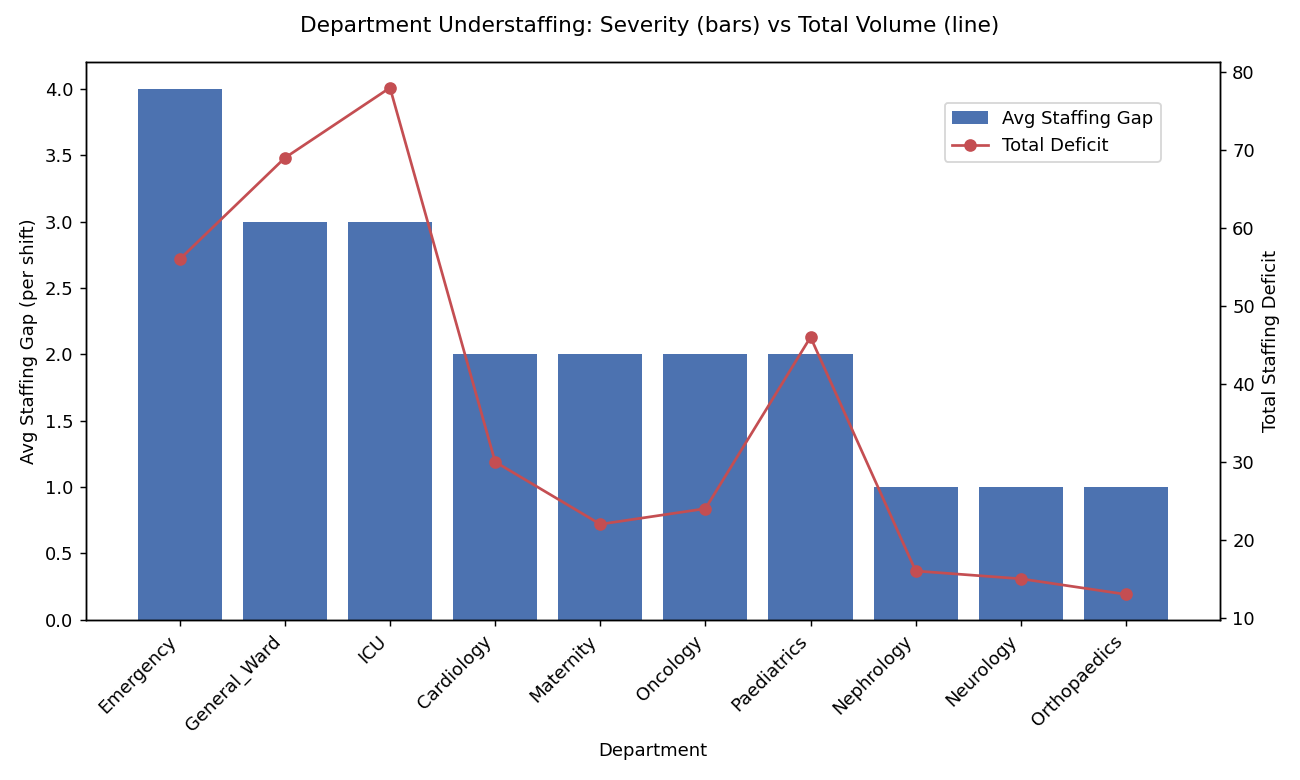 Department Understaffing: Severity (bars) vs Total Volume (line)
Avg Staffing Gap
Total Deficit
Avg Staffing Gap (per shift)
4.0
3.5
3.0
2.5
2.0
1.5
1.0
0.5
0.0
Total Staffing Deficit
80
70
60
50
40
30
20
10
Emergency
General_Ward
ICU
Cardiology
Maternity
Oncology
Paediatrics
Nephrology
Neurology
Orthopaedics
Department